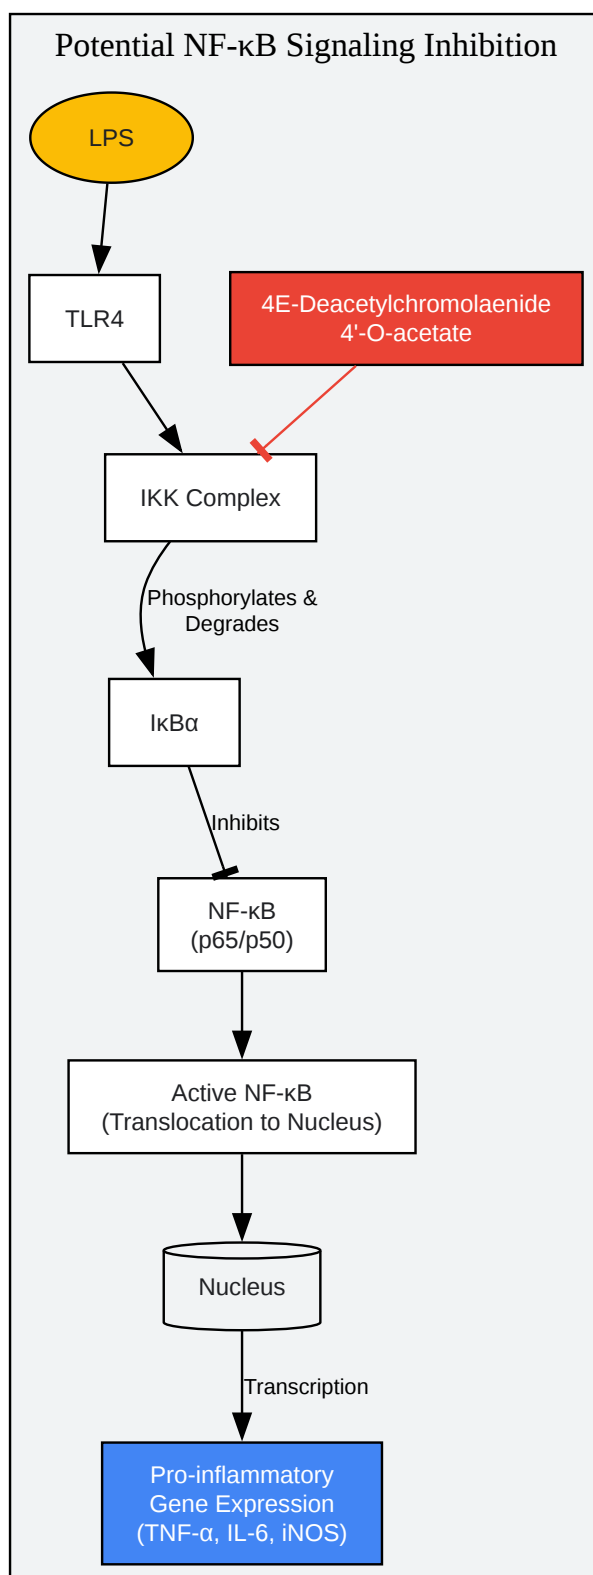 Potential NF-κB Signaling Inhibition
LPS
TLR4
4E-Deacetylchromolaenide
4'-O-acetate
IKK Complex
Phosphorylates &
Degrades
IκBα
Inhibits
NF-κB
(p65/p50)
Active NF-κB
(Translocation to Nucleus)
Nucleus
Transcription
Pro-inflammatory
Gene Expression
(TNF-α, IL-6, iNOS)